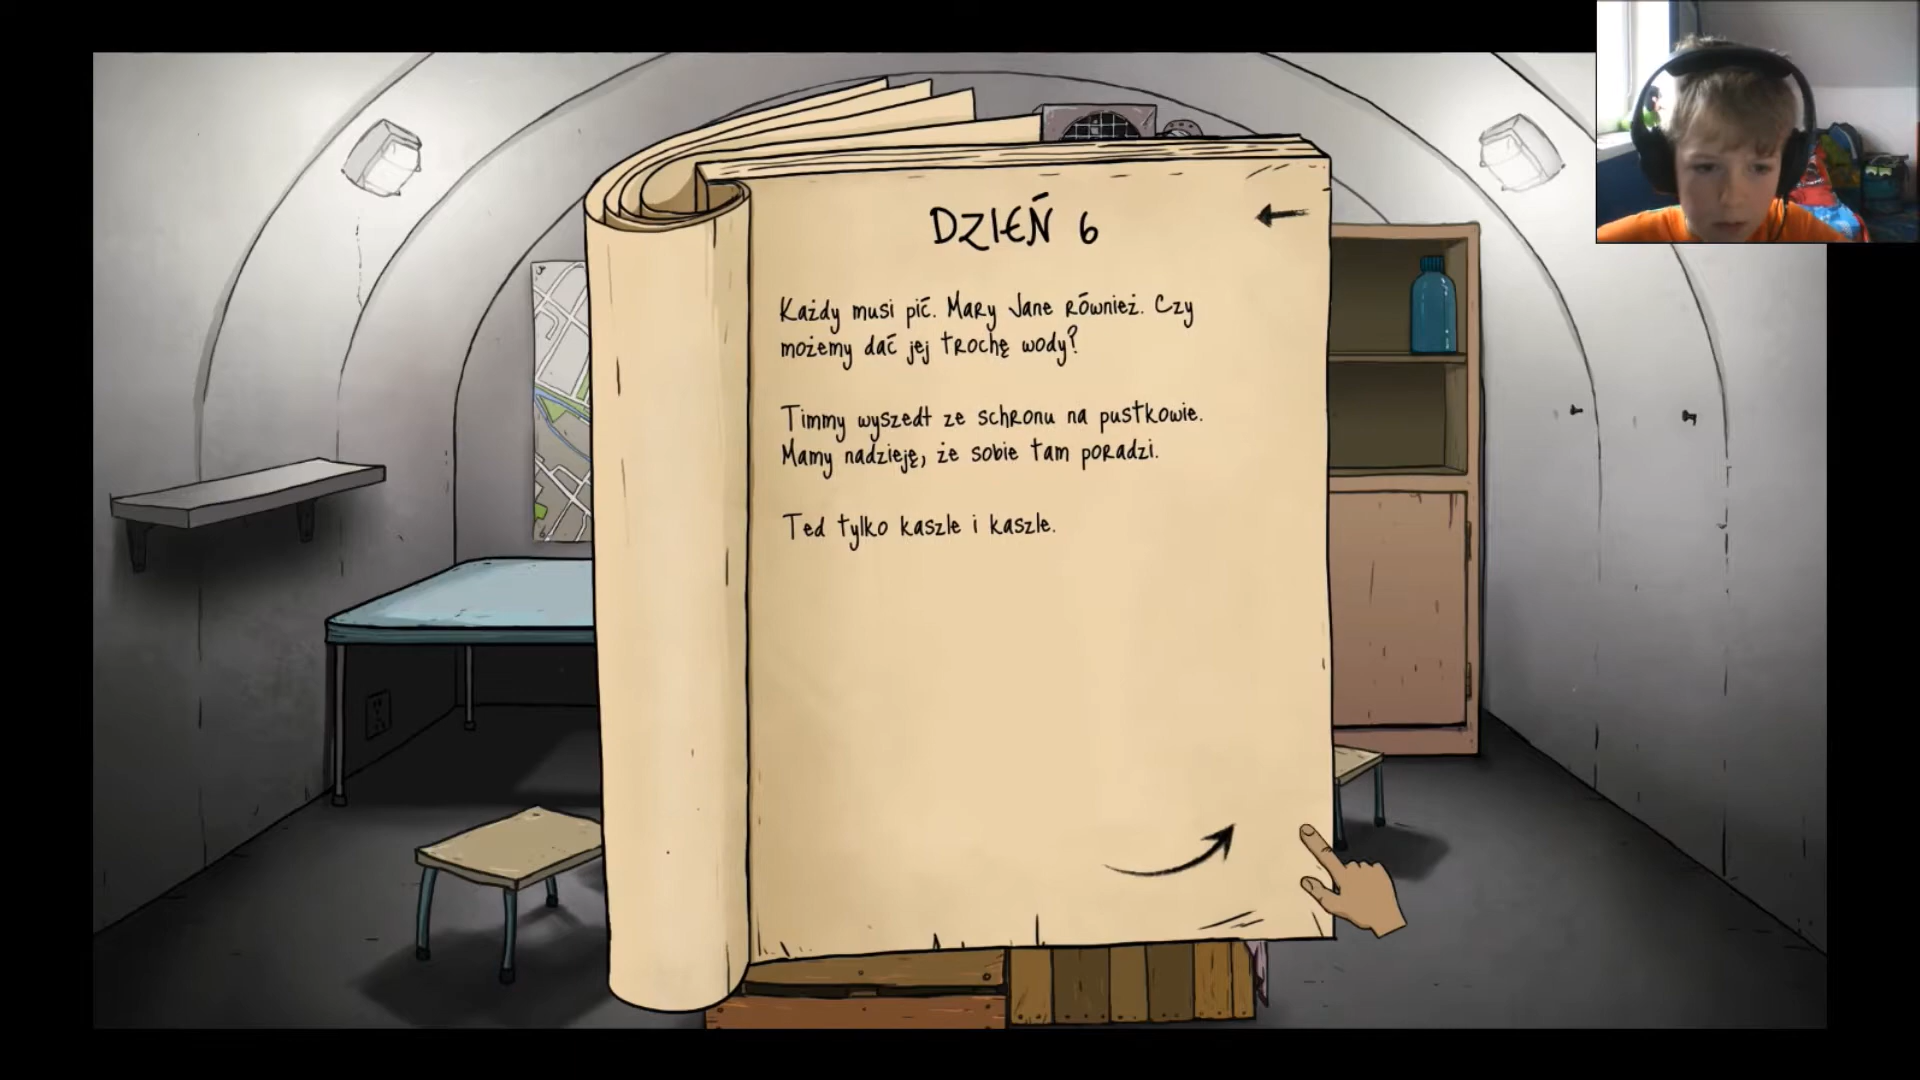 DZIEŃ 6
Każdy musi pić. Mary Jane również. Czy
możemy dać jej trochę wody?
Timmy wyszedł ze schronu na pustkowie.
Mamy nadzieję, że sobie tam poradzi.
Ted tylko kaszle i kaszle.